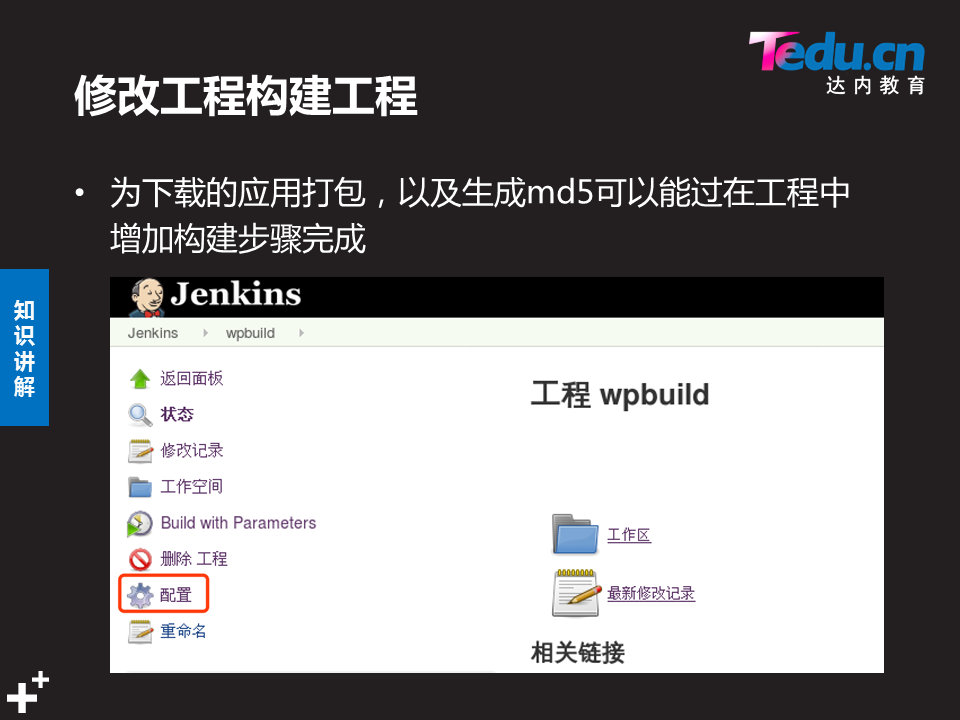 Tedu.cn
达内教育
修改工程构建工程
• 为下载的应用打包，以及生成md5可以能过在工程中
增加构建步骤完成
知识讲解
Jenkins
Jenkins wpbuild
返回面板
状态
修改记录
工作空间
Build with Parameters
删除 工程
配置
重命名
工程 wpbuild
工作区
最新修改记录
相关链接